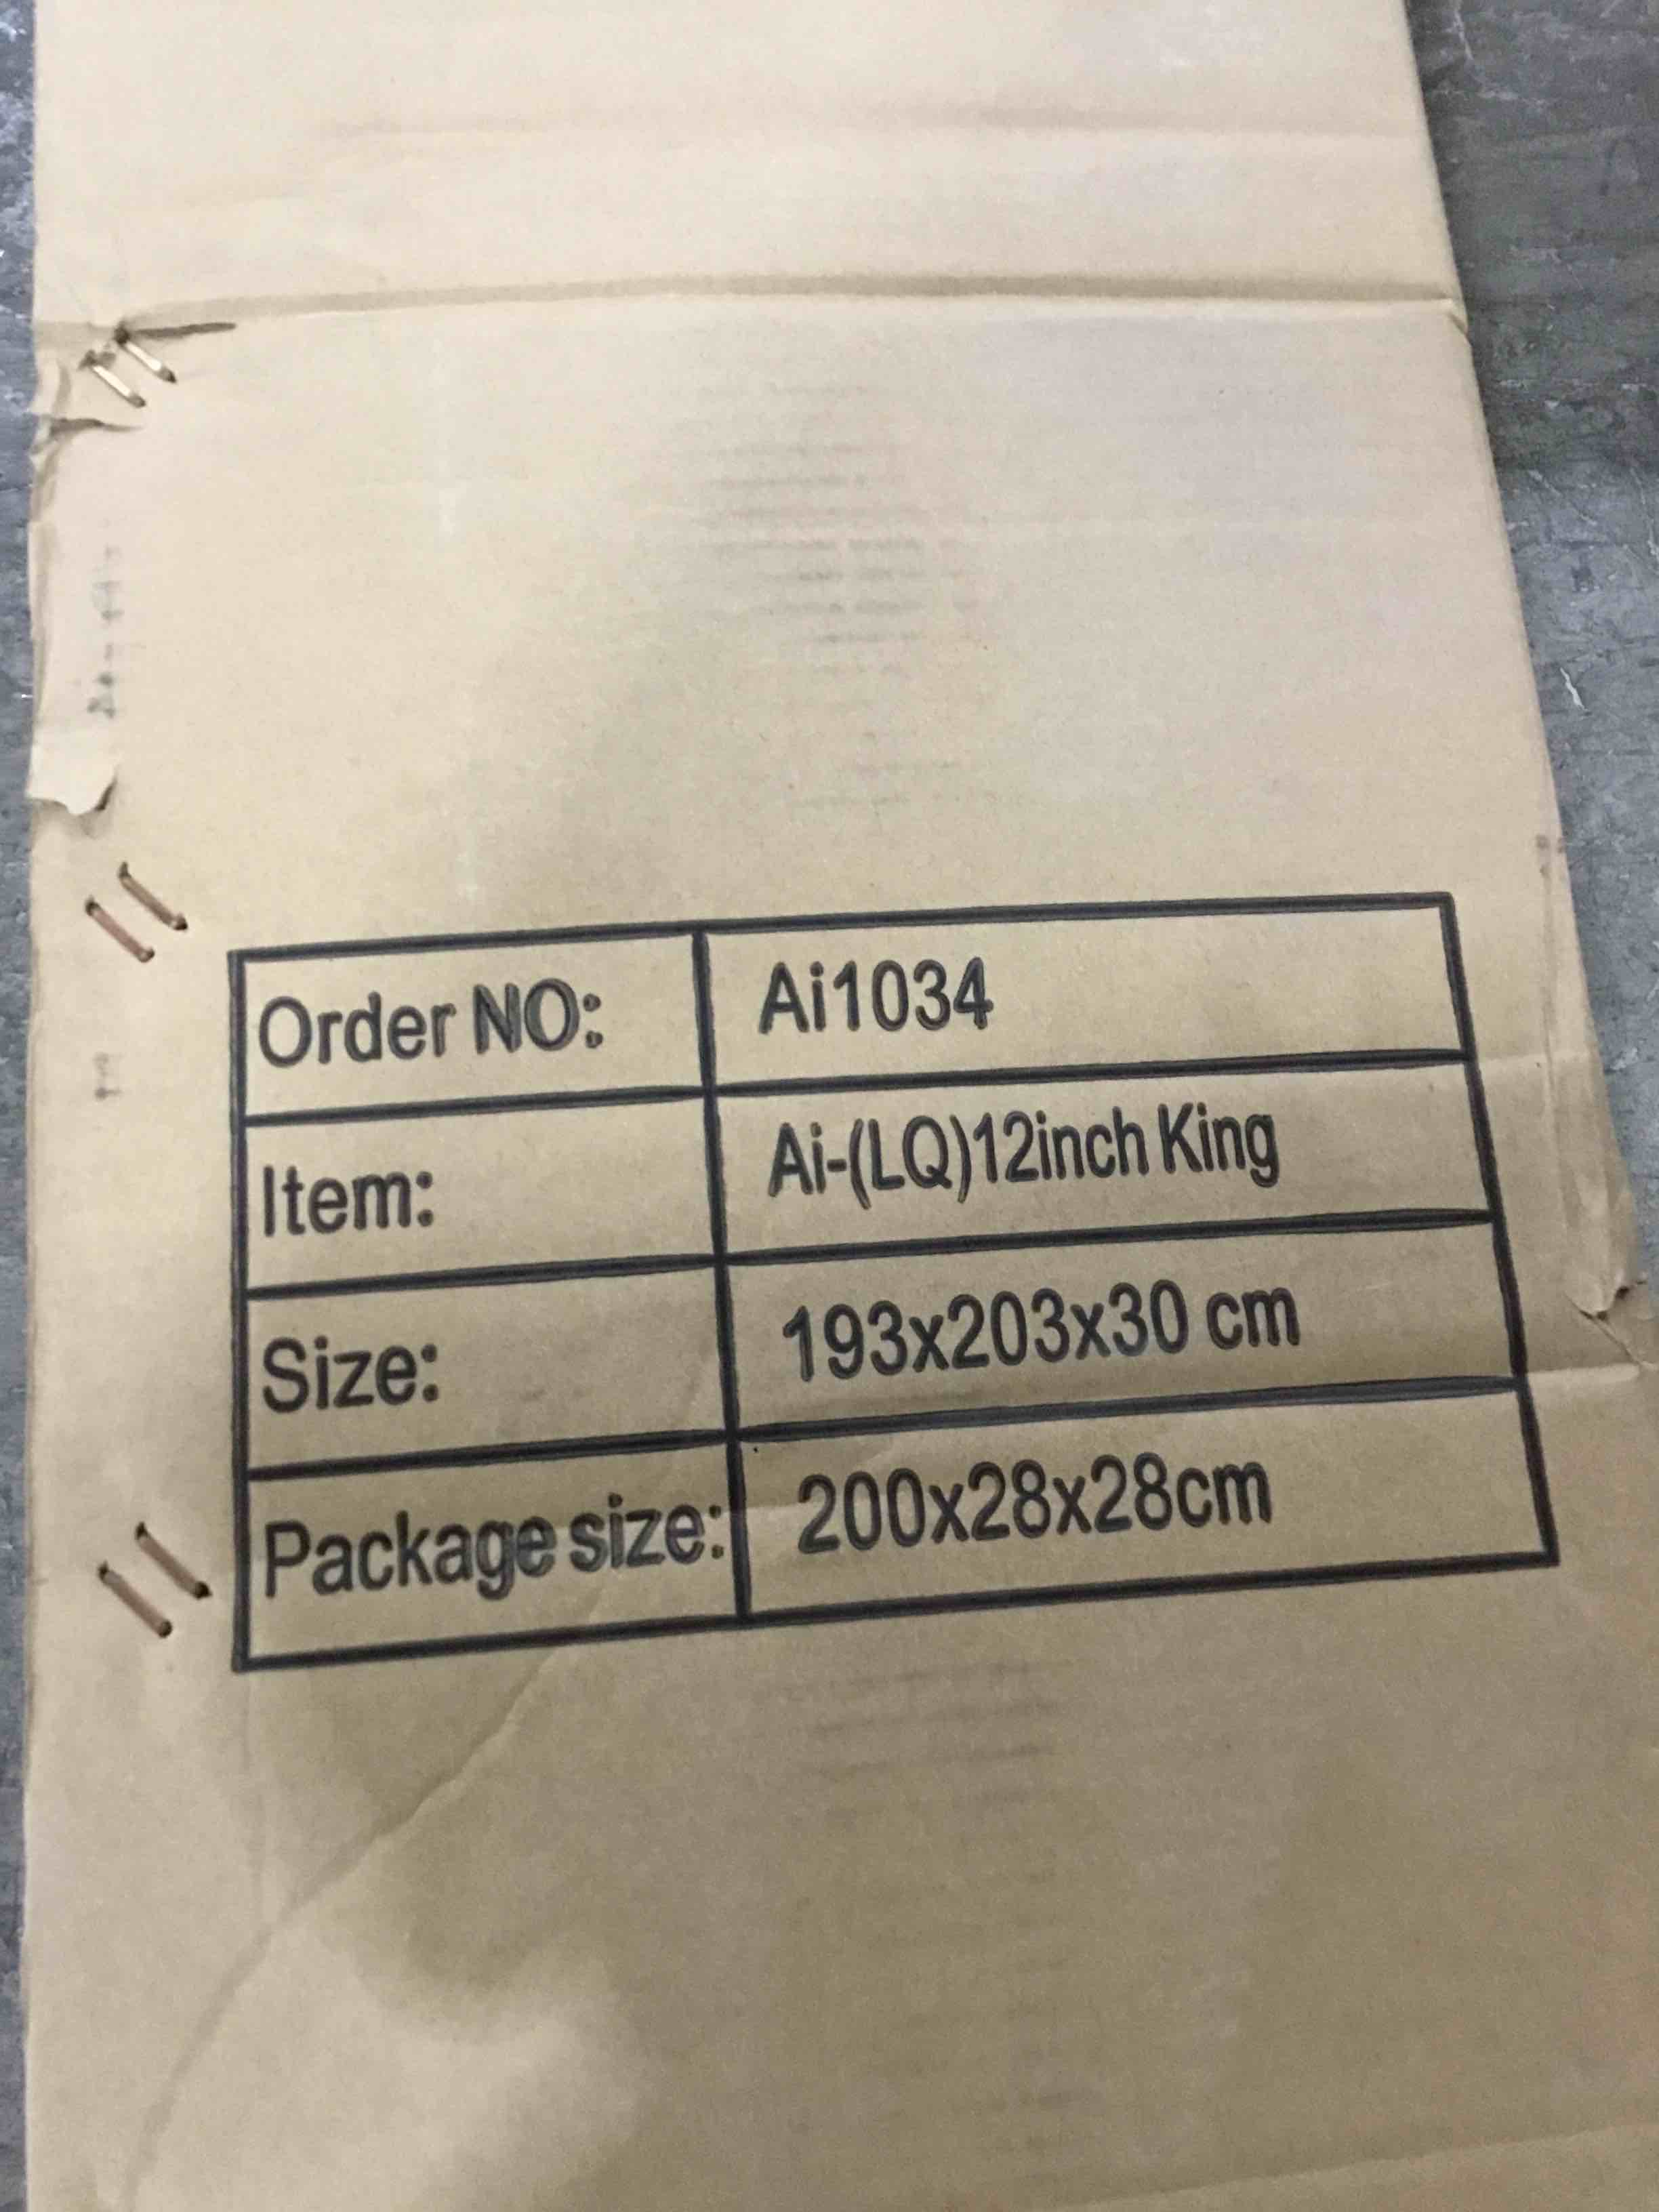 Order NO: Ai1034
Item: Ai-(LQ)12inch King
Size: 193x203x30 cm
Package size: 200x28x28cm